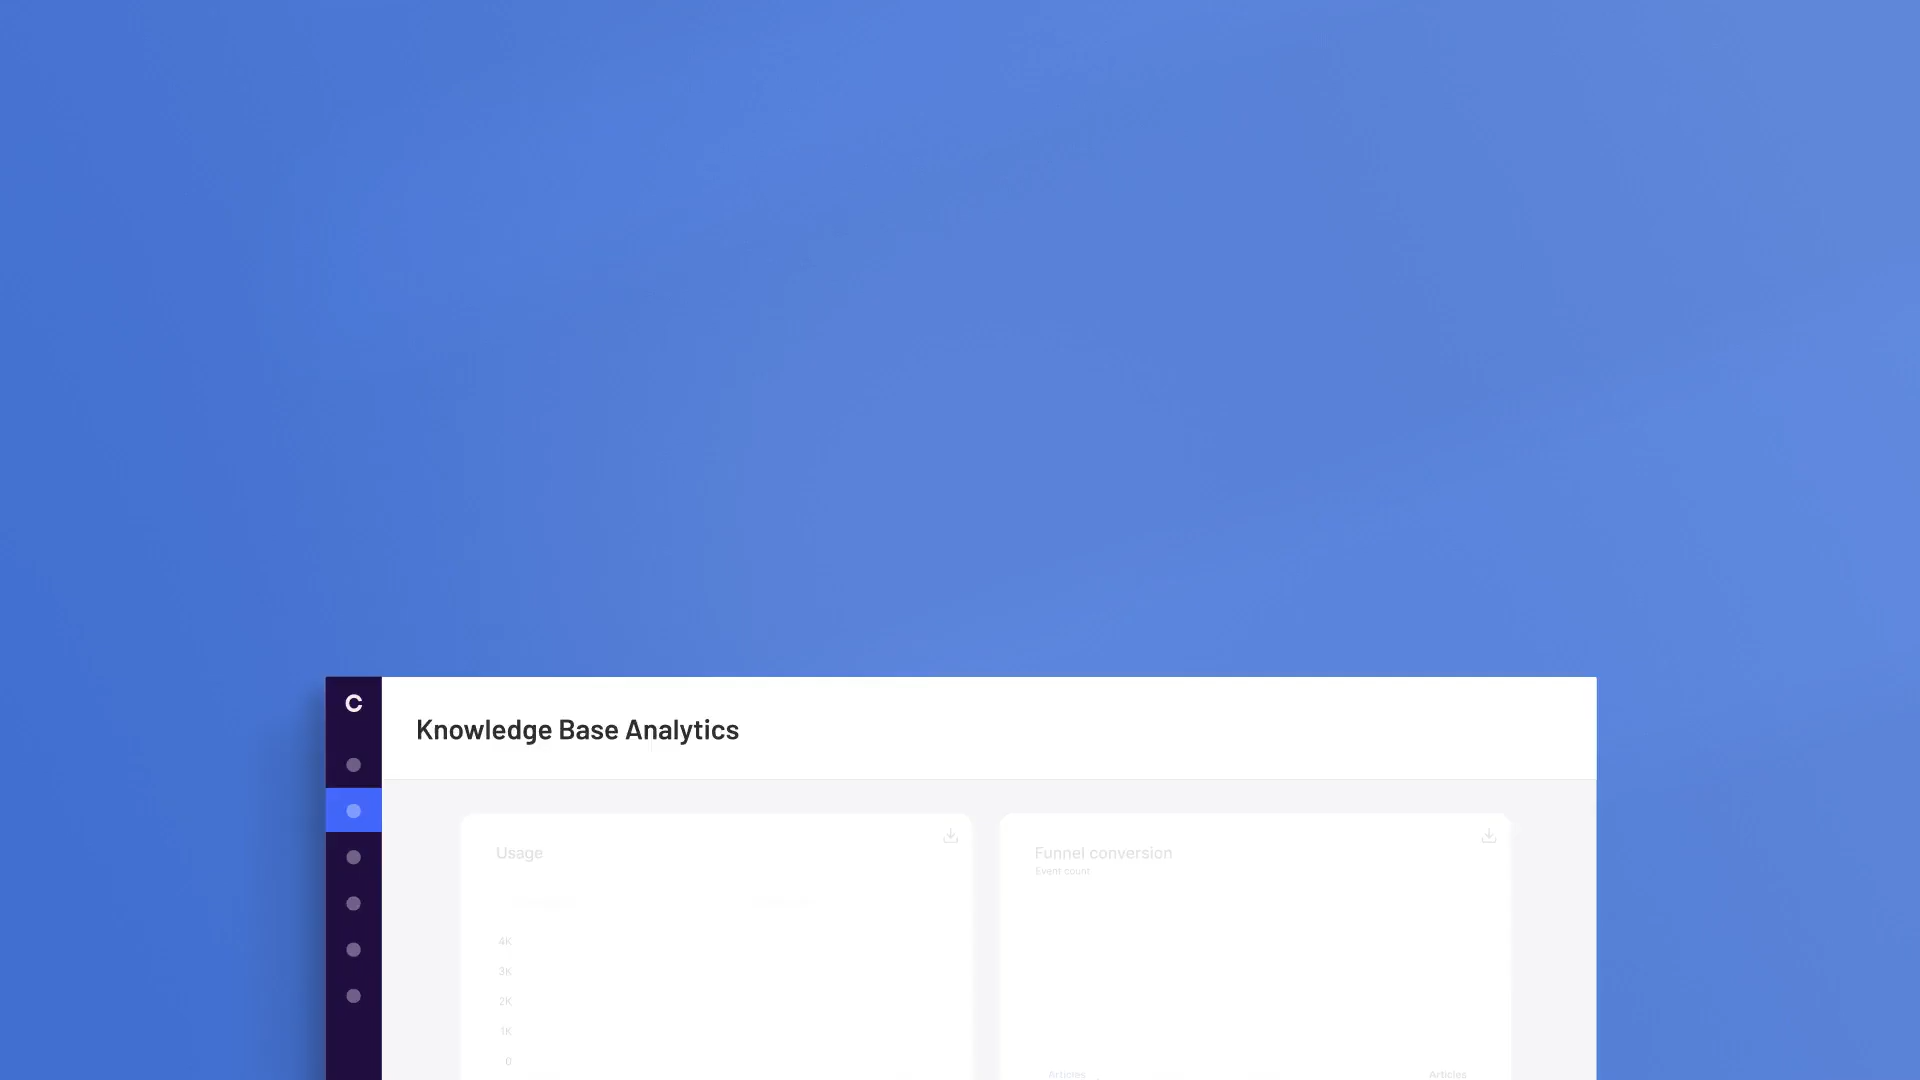 C
Knowledge Base Analytics
Usage
4K
3K
2K
1K
0
Funnel conversion
Event count
Articles
Articles